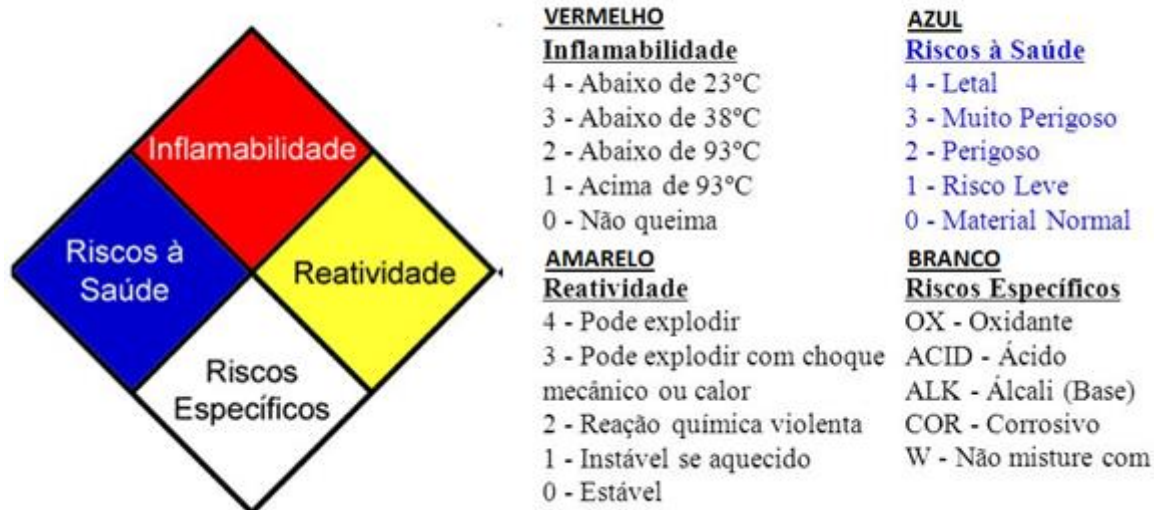 Inflamabilidade
Riscos à
Saúde
Reatividade
Riscos
Específicos
VERMELHO
Inflamabilidade
4 - Abaixo de 23ºC
3 - Abaixo de 38ºC
2 - Abaixo de 93ºC
1 - Acima de 93ºC
0 - Não queima
AZUL
Riscos à Saúde
4 - Letal
3 - Muito Perigoso
2 - Perigoso
1 - Risco Leve
0 - Material Normal
AMARELO
Reatividade
4 - Pode explodir
3 - Pode explodir com choque
mecânico ou calor
2 - Reação química violenta
1 - Instável se aquecido
0 - Estável
BRANCO
Riscos Específicos
OX - Oxidante
ACID - Ácido
ALK - Álcali (Base)
COR - Corrosivo
W - Não misture com